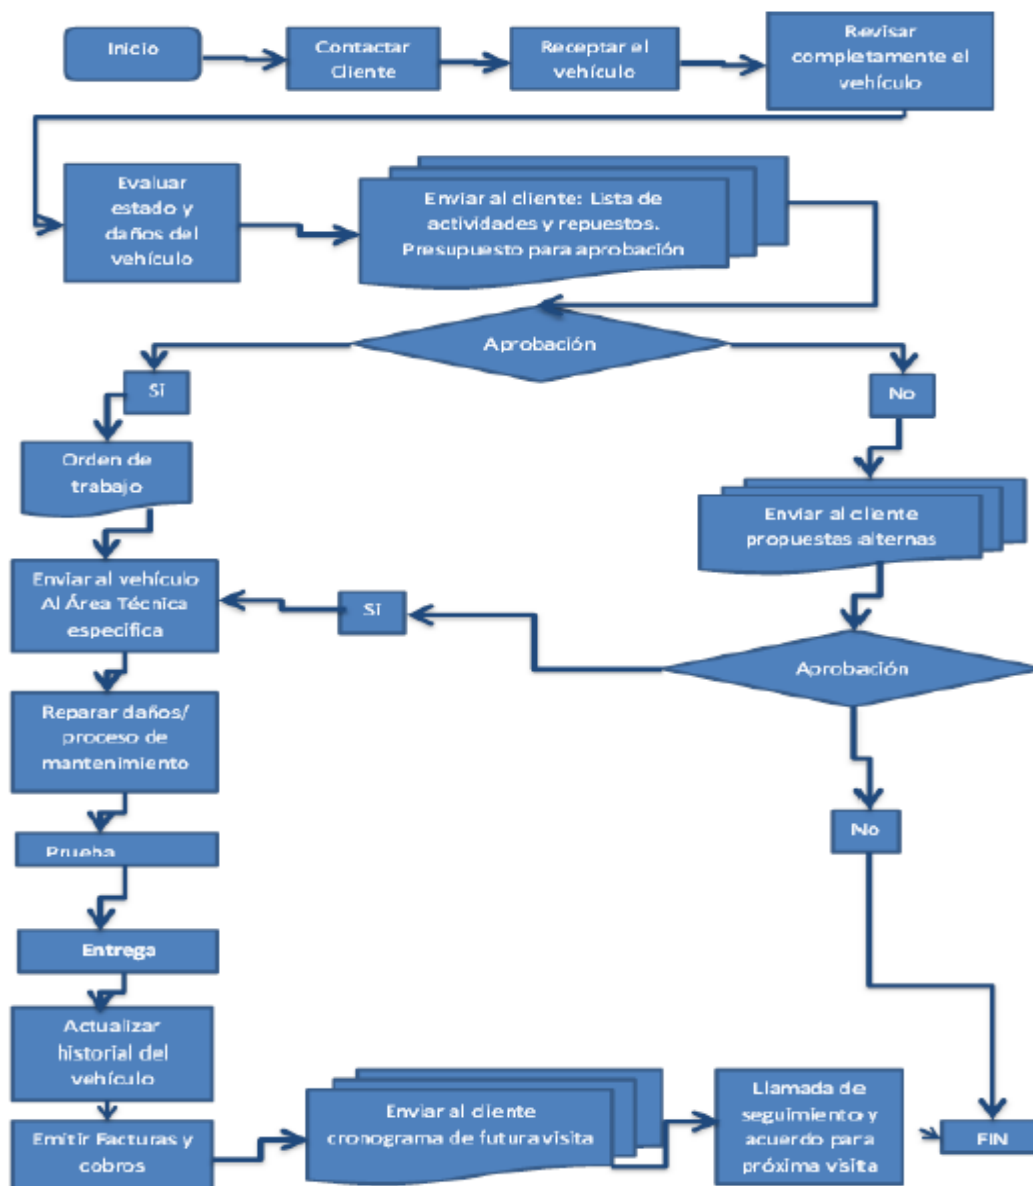 Inicio
Contactar
Cliente
Receptar el
vehículo
Revisar
completamente el
vehículo
Evaluar
estado y
daños del
vehículo
Enviar al cliente: Lista de
actividades y repuestos.
Presupuesto para aprobación
Aprobación
Si
No
Orden de
trabajo
Enviar al cliente
propuestas alternas
Enviar al vehículo
Al Área Técnica
especifica
Si
Aprobación
Reparar daños/
proceso de
mantenimiento
No
Prueba
Entrega
Actualizar
historial del
vehículo
Emitir Facturas y
cobros
Enviar al cliente
cronograma de futura visita
Llamada de
seguimiento y
acuerdo para
próxima visita
FIN